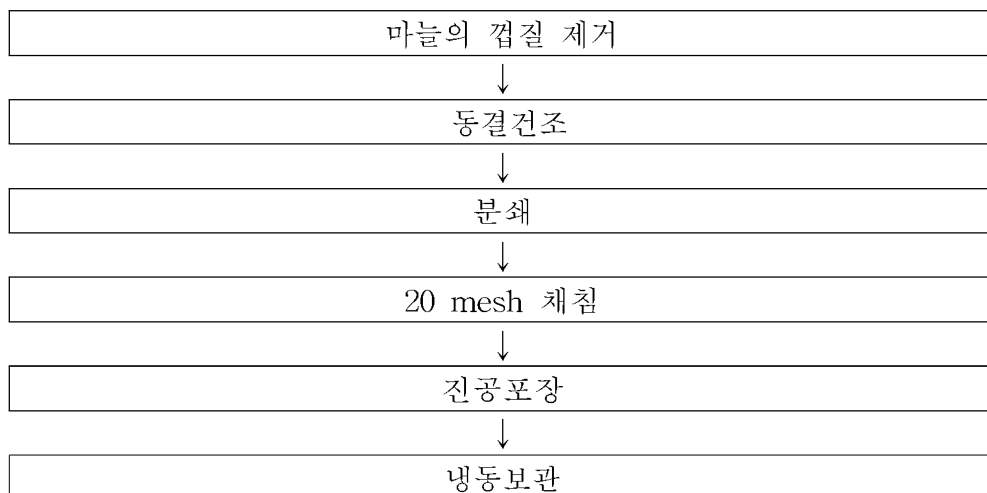 마늘의 껍질 제거
↓
동결건조
↓
분쇄
↓
20 mesh 채침
↓
진공포장
↓
냉동보관